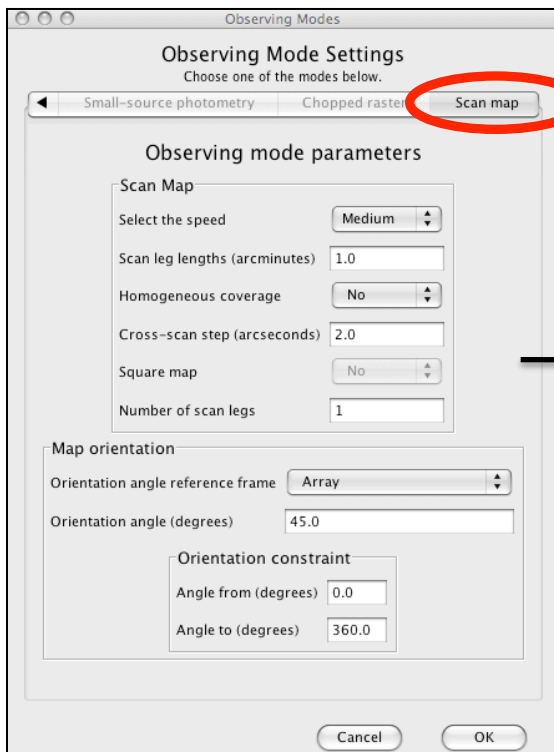 Observing Modes
Observing Mode Settings
Choose one of the modes below.
Small-source photometry Chopped raster Scan map
Observing mode parameters
Scan Map
Select the speed Medium
Scan leg lengths (arcminutes) 1.0
Homogeneous coverage No
Cross-scan step (arcseconds) 2.0
Square map No
Number of scan legs 1
Map orientation
Orientation angle reference frame Array
Orientation angle (degrees) 45.0
Orientation constraint
Angle from (degrees) 0.0
Angle to (degrees) 360.0
Cancel OK